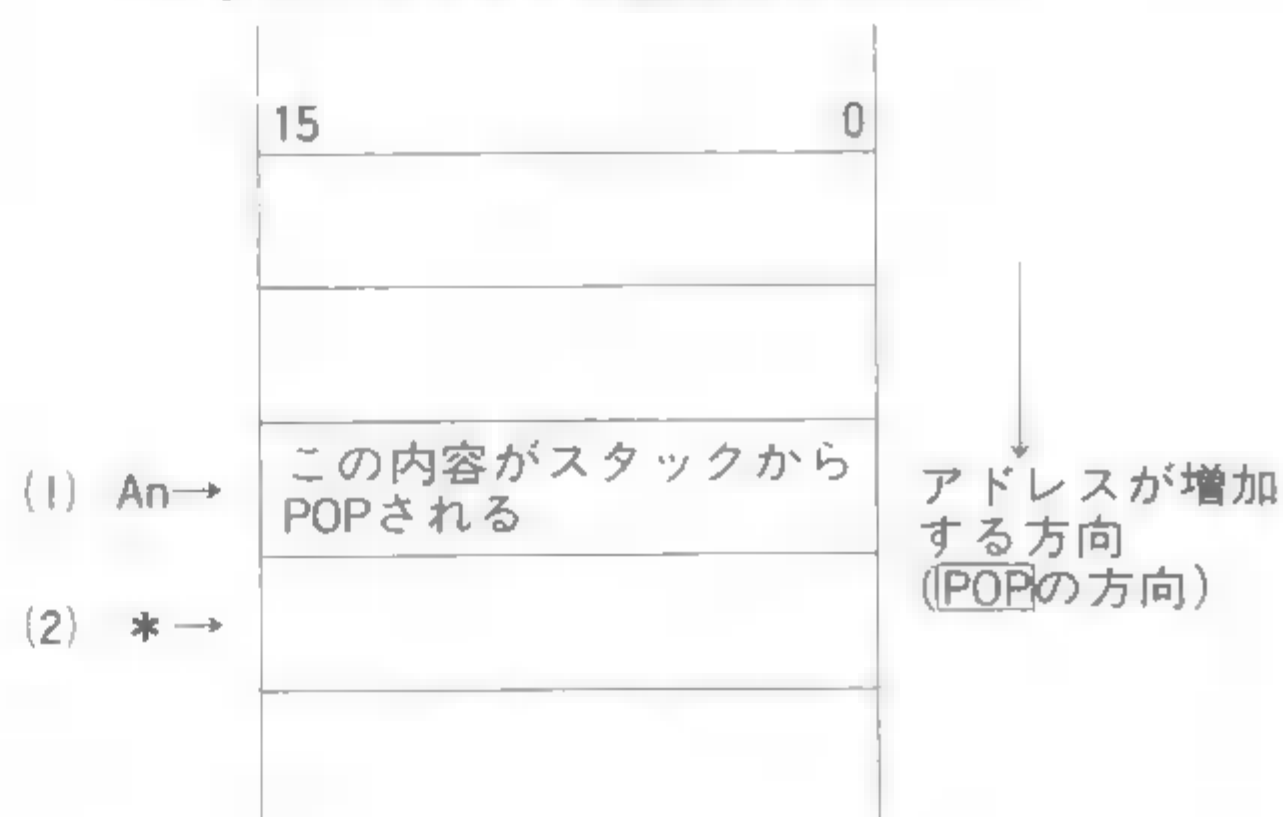 15 0
(1) An→ この内容がスタックから
POPされる
アドレスが増加
する方向
(POPの方向)
(2) *→